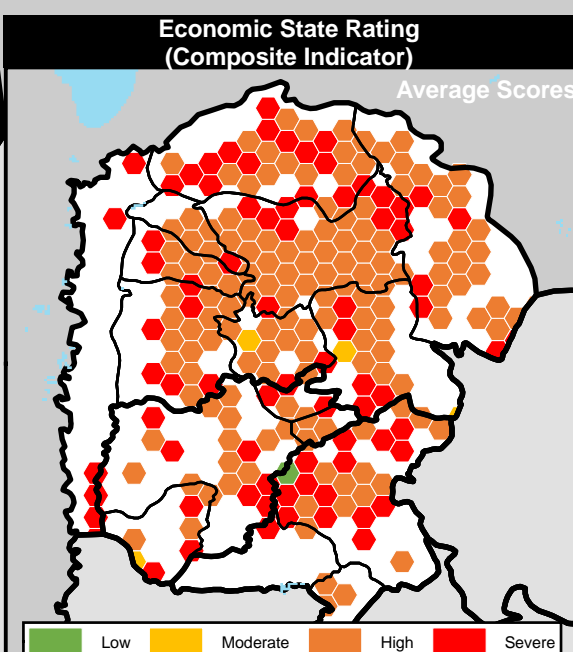 Economic State Rating
(Composite Indicator)
Average Scores
Low
Moderate
High
Severe